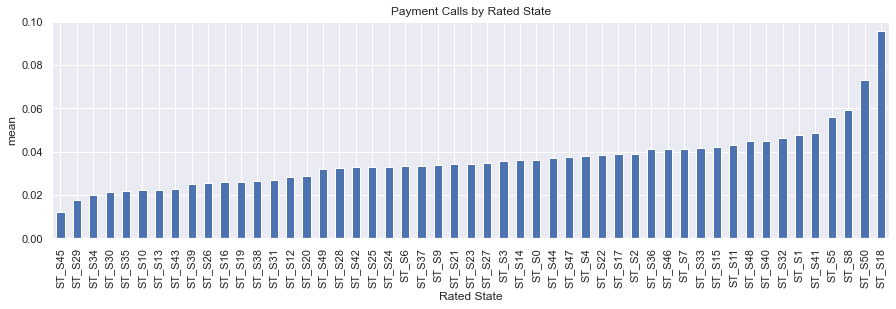 Payment Calls by Rated State
mean
0.10
0.08
0.06
0.04
0.02
0.00
ST_S45
ST_S29
ST_S34
ST_S30
ST_S35
ST_S10
ST_S13
ST_S43
ST_S39
ST_S26
ST_S16
ST_S19
ST_S38
ST_S31
ST_S12
ST_S20
ST_S49
ST_S28
ST_S42
ST_S25
ST_S24
ST_S6
ST_S37
ST_S9
ST_S21
ST_S23
ST_S27
ST_S3
ST_S14
ST_S0
ST_S44
ST_S47
ST_S4
ST_S22
ST_S17
ST_S2
ST_S36
ST_S46
ST_S7
ST_S33
ST_S15
ST_S11
ST_S48
ST_S40
ST_S32
ST_S1
ST_S41
ST_S5
ST_S8
ST_S50
ST_S18
Rated State